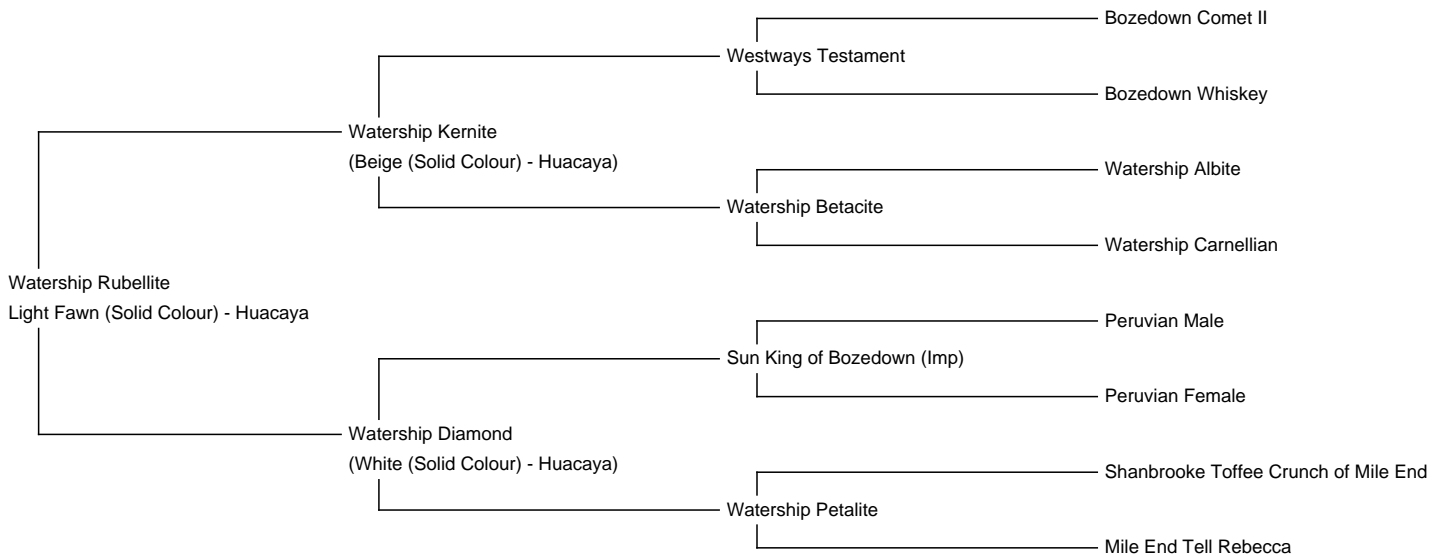 Bozedown Comet II
Westways Testament
Bozedown Whiskey
Watership Kernite
(Beige (Solid Colour) - Huacaya)
Watership Albite
Watership Betacite
Watership Carnellian
Watership Rubellite
Light Fawn (Solid Colour) - Huacaya
Peruvian Male
Sun King of Bozedown (Imp)
Peruvian Female
Watership Diamond
(White (Solid Colour) - Huacaya)
Shanbrooke Toffee Crunch of Mile End
Watership Petalite
Mile End Tell Rebecca